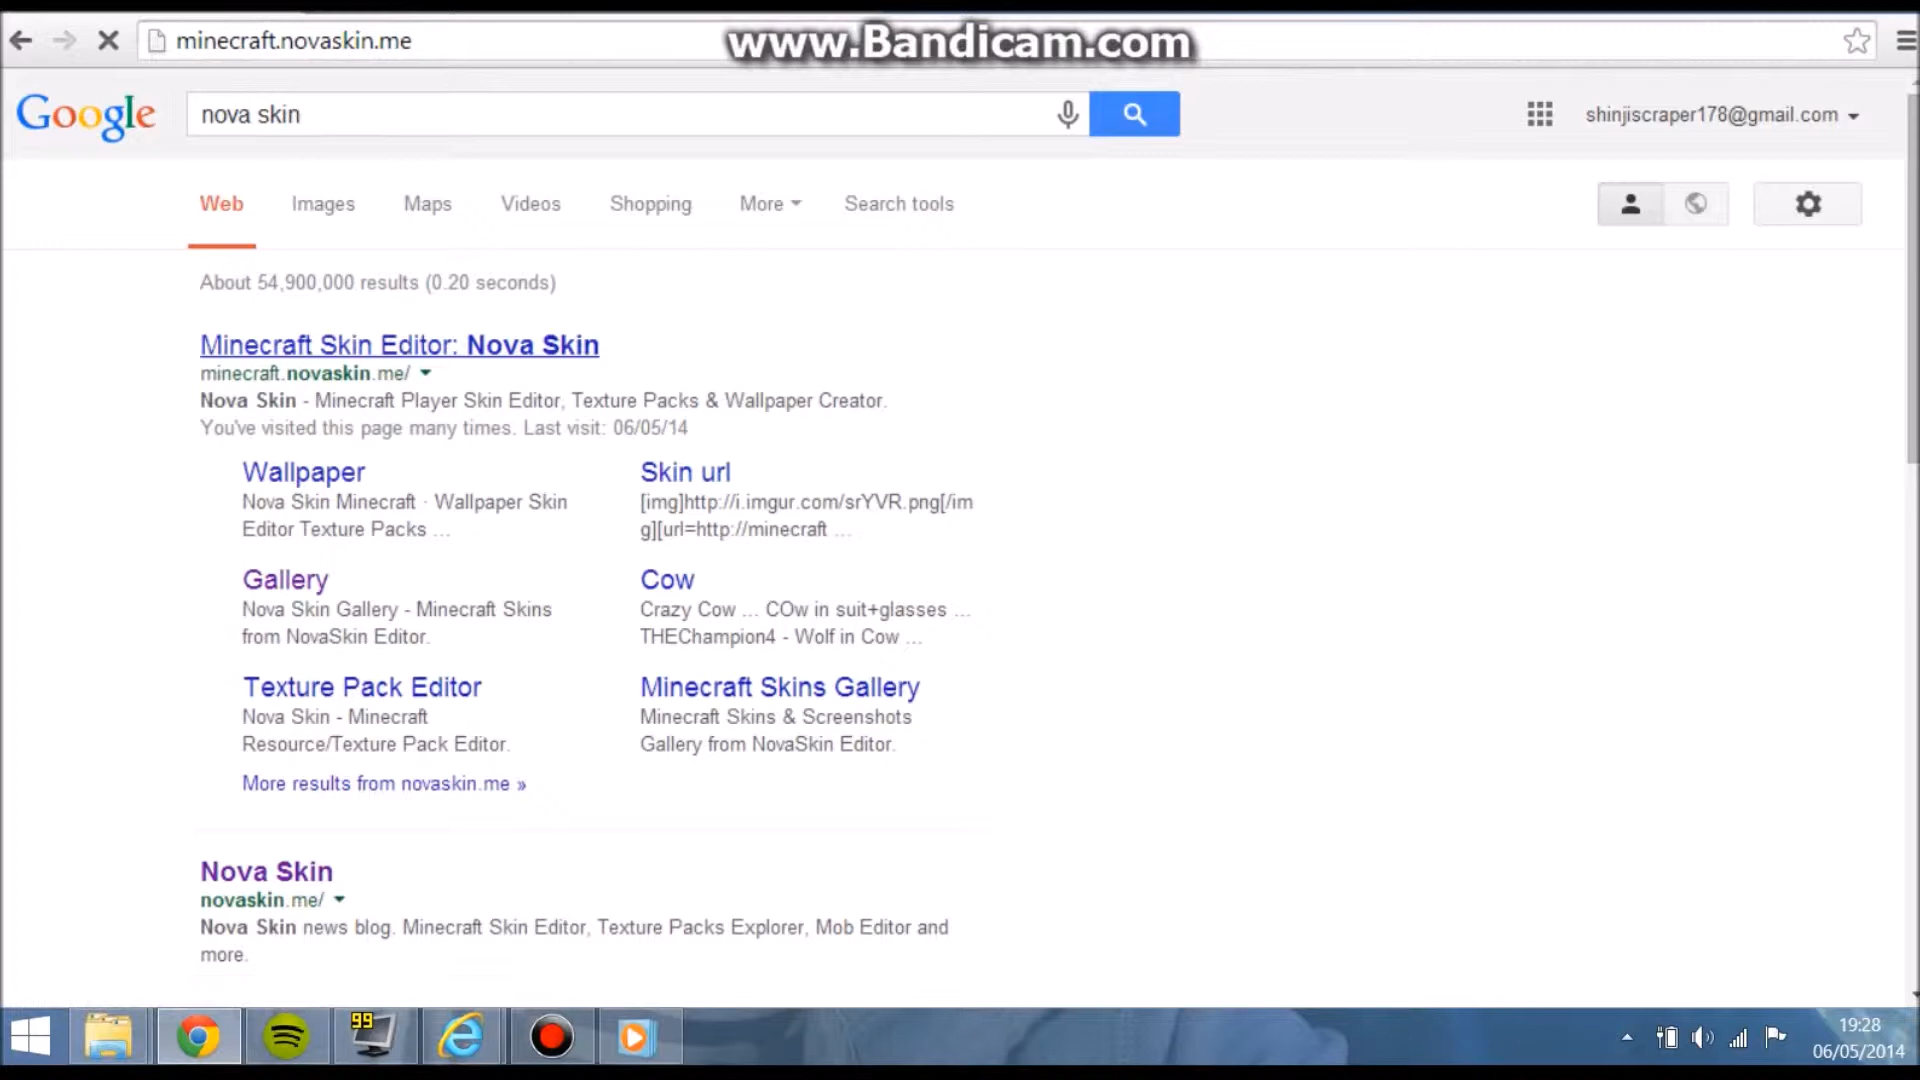 minecraft.novaskin.me
www.Bandicam.com
Google
nova skin
shinjiscraper178@gmail.com
Web Images Maps Videos Shopping More Search tools
About 54,900,000 results (0.20 seconds)
Minecraft Skin Editor: Nova Skin
minecraft.novaskin.me/
Nova Skin - Minecraft Player Skin Editor, Texture Packs & Wallpaper Creator.
You've visited this page many times. Last visit: 06/05/14
Wallpaper
Nova Skin Minecraft · Wallpaper Skin
Editor Texture Packs ...
Skin url
[img]http://i.imgur.com/srYVR.png[/im
g][url=http://minecraft ...
Gallery
Nova Skin Gallery - Minecraft Skins
from NovaSkin Editor.
Cow
Crazy Cow ... COw in suit+glasses ...
THEChampion4 - Wolf in Cow ...
Texture Pack Editor
Nova Skin - Minecraft
Resource/Texture Pack Editor.
Minecraft Skins Gallery
Minecraft Skins & Screenshots
Gallery from NovaSkin Editor.
More results from novaskin.me »
Nova Skin
novaskin.me/
Nova Skin news blog. Minecraft Skin Editor, Texture Packs Explorer, Mob Editor and
more.
99
19:28
06/05/2014